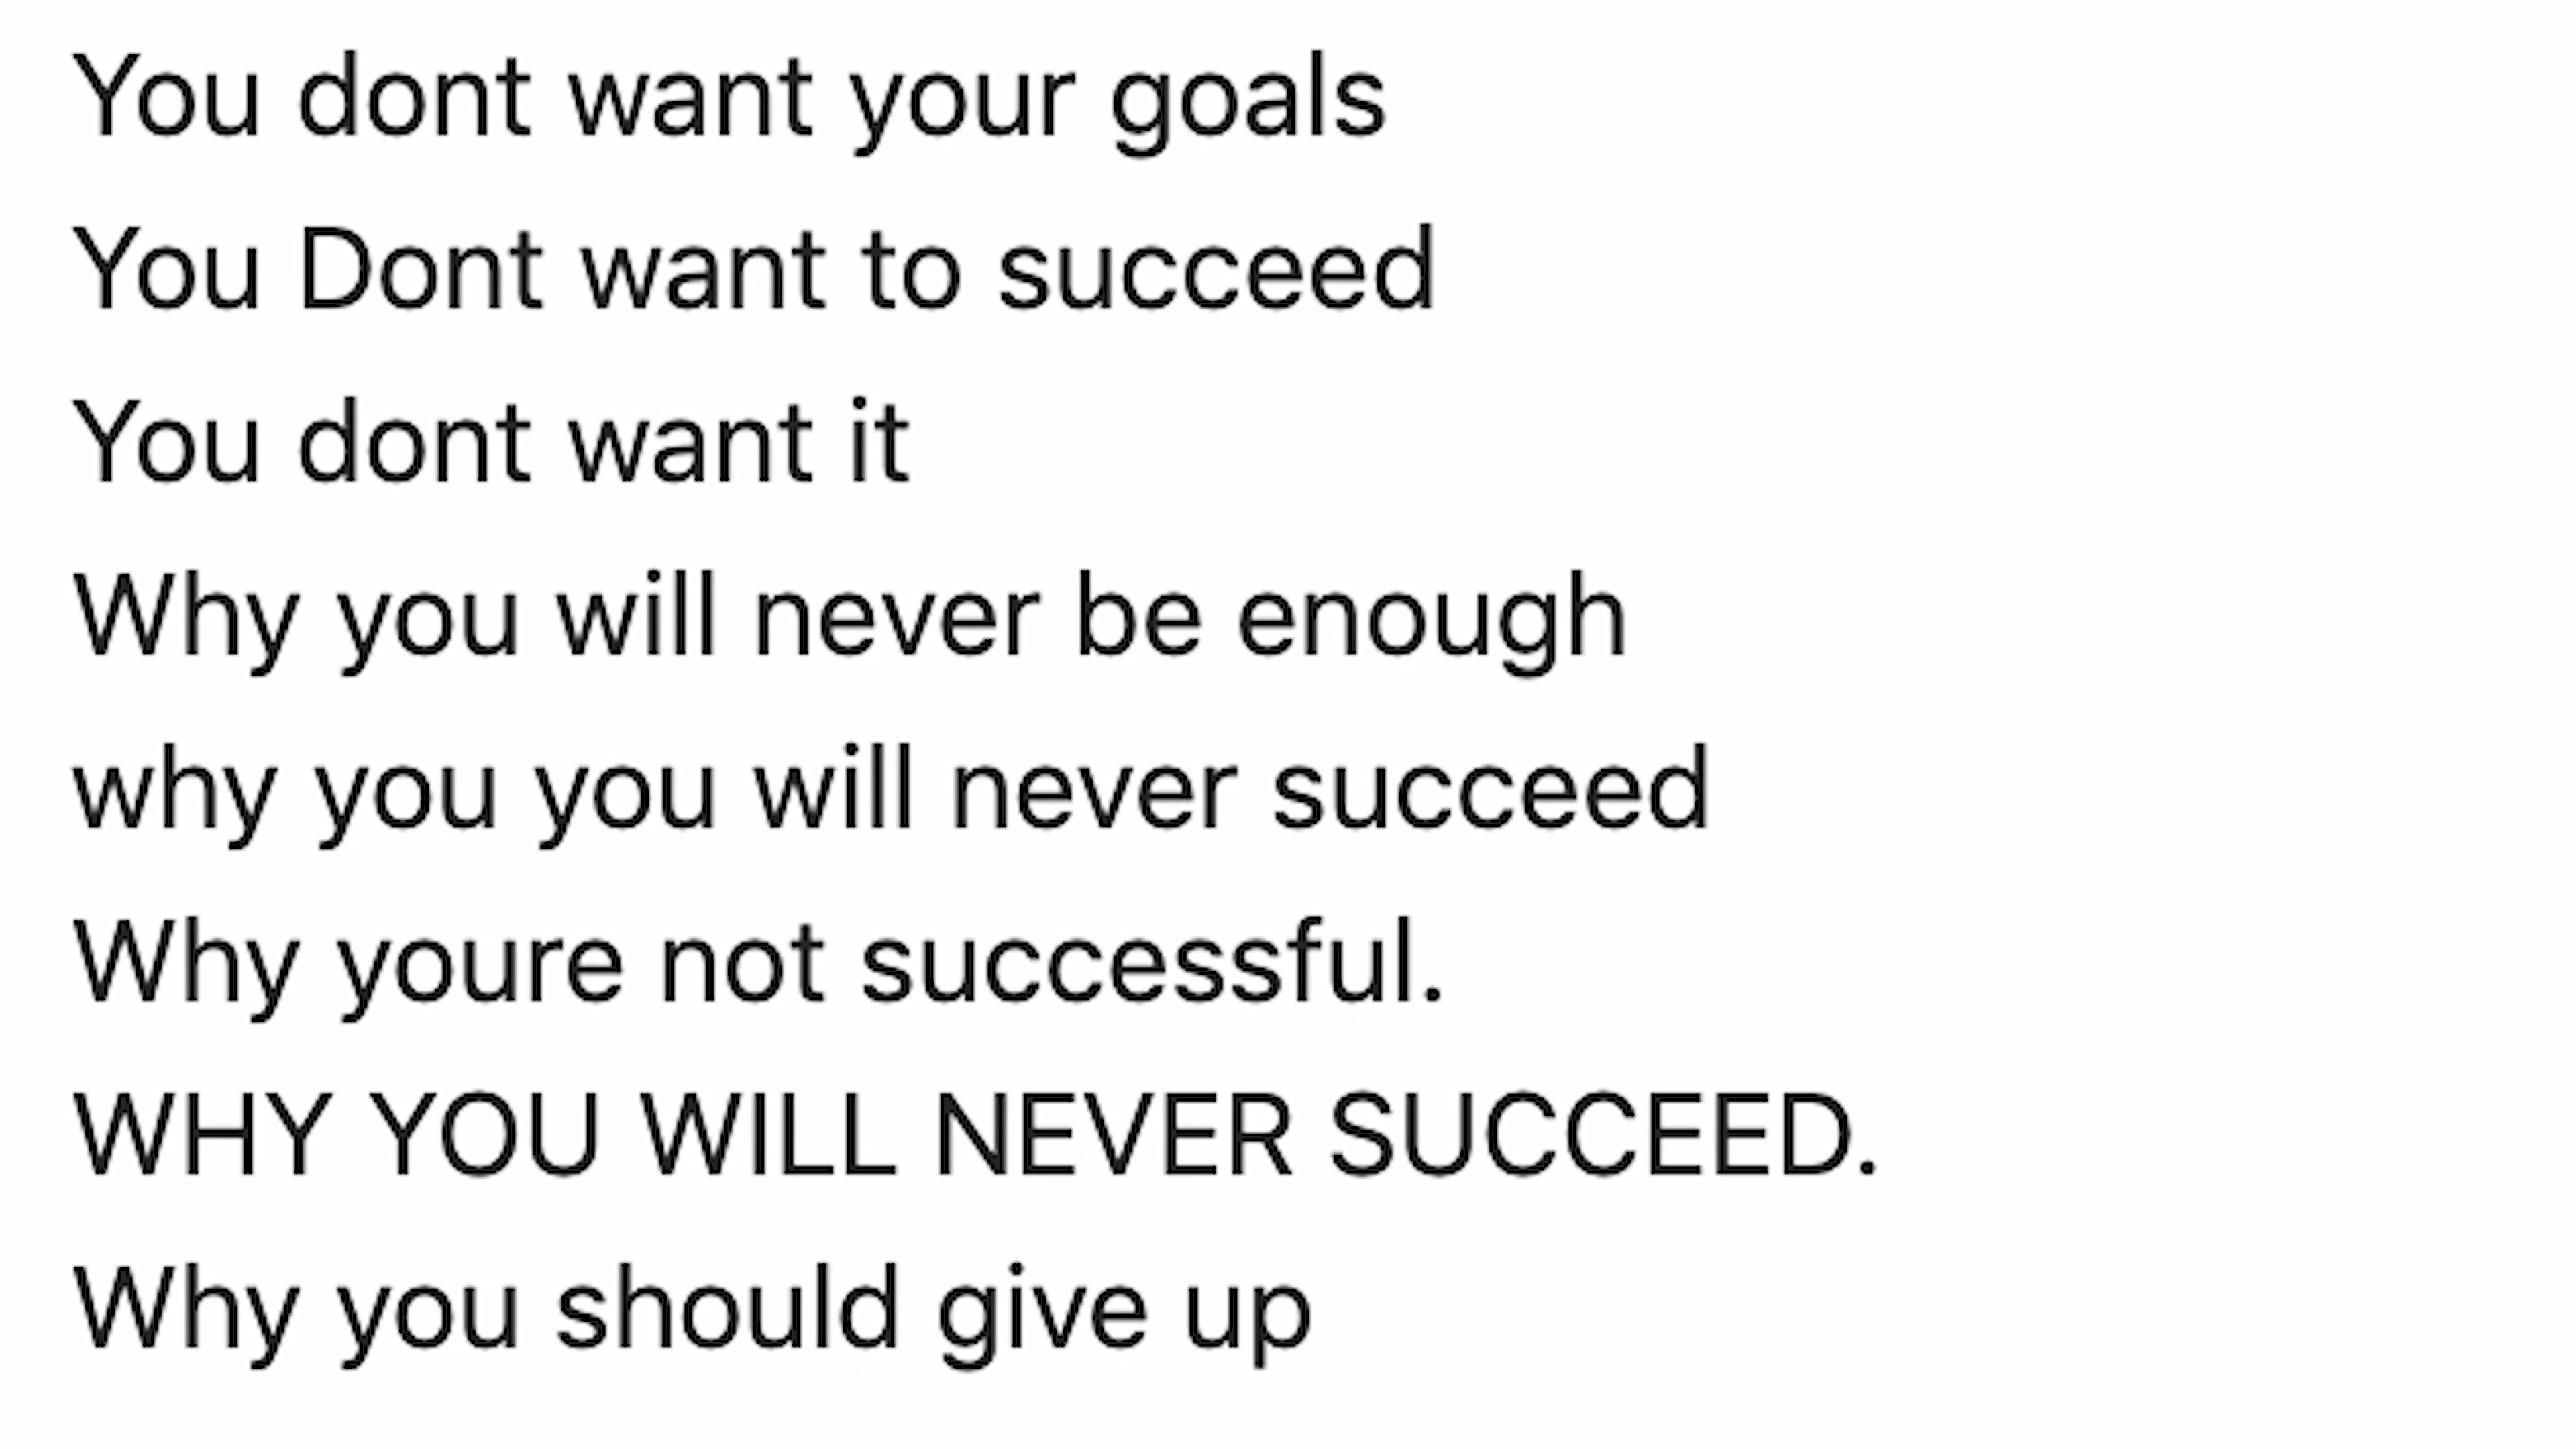 You dont want your goals
You Dont want to succeed
You dont want it
Why you will never be enough
why you you will never succeed
Why youre not successful.
WHY YOU WILL NEVER SUCCEED.
Why you should give up